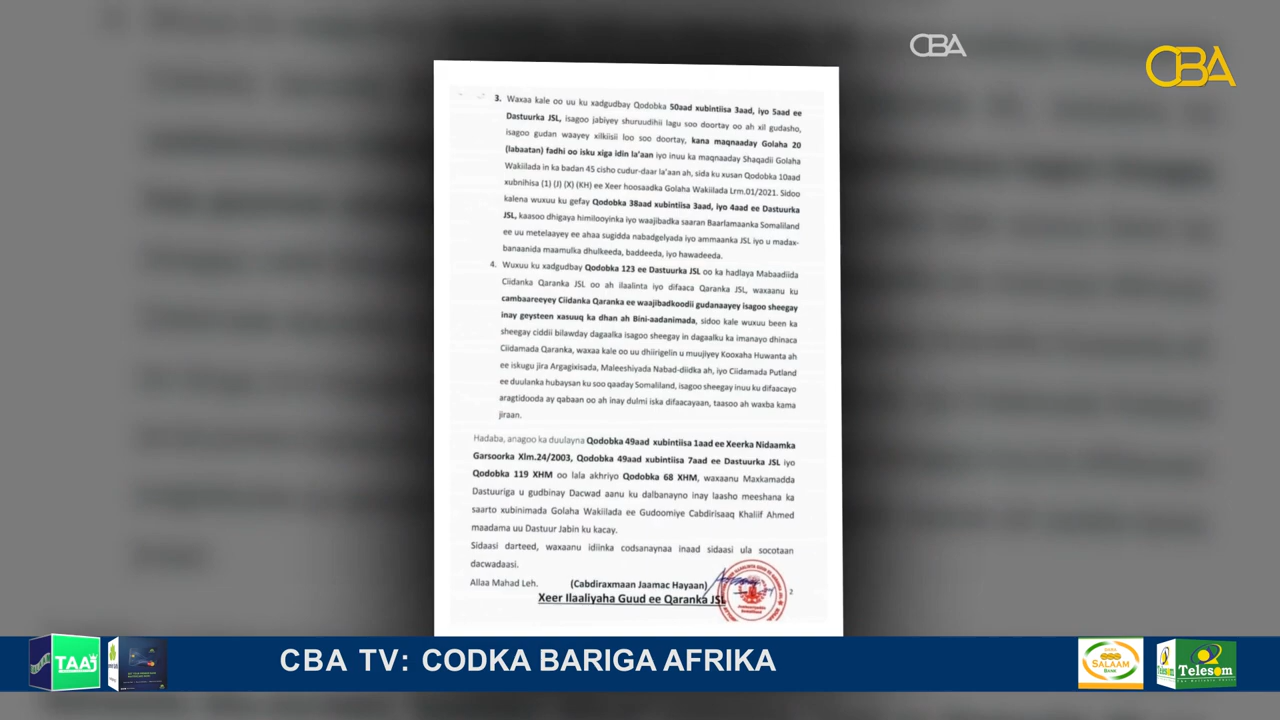 CBA
CBA
3. Waxaa kale oo uu ku xadgudbay Qodobka 50aad xubintiisa 3aad, iyo 5aad ee
Dastuurka JSL, isagoo jabiyey shuruudihii lagu soo doortay oo ah xil gudasho,
isagoo gudan waayey xilkiisii loo soo doortay, kana maqnaaday Golaha 20
(labaatan) fadhi oo isku xiga idin la'aan iyo inuu ka maqnaaday Shaqadii Golaha
Wakiilada in ka badan 45 cisho cudur-daar la'aan ah, sida ku xusan Qodobka 10aad
xubnihisa (1) (J) (X) (KH) ee Xeer hoosaadka Golaha Wakiilada Lrm.01/2021. Sidoo
kalena wuxuu ku gefay Qodobka 38aad xubintiisa 3aad, iyo 4aad ee Dastuurka
JSL, kaasoo dhigaya himilooyinka iyo waajibadka saaran Baarlamaanka Somaliland
ee uu metelaayey ee ahaa sugidda nabadgelyada iyo ammaanka JSL iyo u madax-
banaanida maamulka dhulkeeda, baddeeda, iyo hawadeeda.
4. Wuxuu ku xadgudbay Qodobka 123 ee Dastuurka JSL oo ka hadlaya Mabaadiida
Ciidanka Qaranka JSL oo ah ilaalinta iyo difaaca Qaranka JSL, waxaanu ku
cambaareeyey Ciidanka Qaranka ee waajibadkoodii gudanaayey isagoo sheegay
inay geysteen xasuuq ka dhan ah Bini-aadanimada, sidoo kale wuxuu been ka
sheegay ciddii bilawday dagaalka isagoo sheegay in dagaalku ka imanayo dhinaca
Ciidamada Qaranka, waxaa kale oo uu dhiirigelin u muujiyey Kooxaha Huwanta ah
ee iskugu jira Argagixisada, Maleeshiyada Nabad-diidka ah, iyo Ciidamada Putland
ee duulanka hubaysan ku soo qaaday Somaliland, isagoo sheegay inuu ku difaacayo
aragtidooda ay qabaan oo ah inay dulmi iska difaacayaan, taasoo ah waxba kama
jiraan.
Hadaba, anagoo ka duulayna Qodobka 49aad xubintiisa 1aad ee Xeerka Nidaamka
Garsoorka Xlm.24/2003, Qodobka 49aad xubintiisa 7aad ee Dastuurka JSL iyo
Qodobka 119 XHM oo lala akhriyo Qodobka 68 XHM, waxaanu Maxkamadda
Dastuuriga u gudbinay Dacwad aanu ku dalbanayno inay laasho meeshana ka
saarto xubinimada Golaha Wakiilada ee Gudoomiye Cabdirisaaq Khaliif Ahmed
maadama uu Dastuur Jabin ku kacay.
Sidaasi darteed, waxaanu idiinka codsanaynaa inaad sidaasi ula socotaan
dacwadaasi.
Allaa Mahad Leh.
(Cabdiraxmaan Jaamac Hayaan)
Xeer Ilaaliyaha Guud ee Qaranka JSL
2
TAAJ
CBA TV: CODKA BARIGA AFRIKA
SALAAM
BANK
Telesom